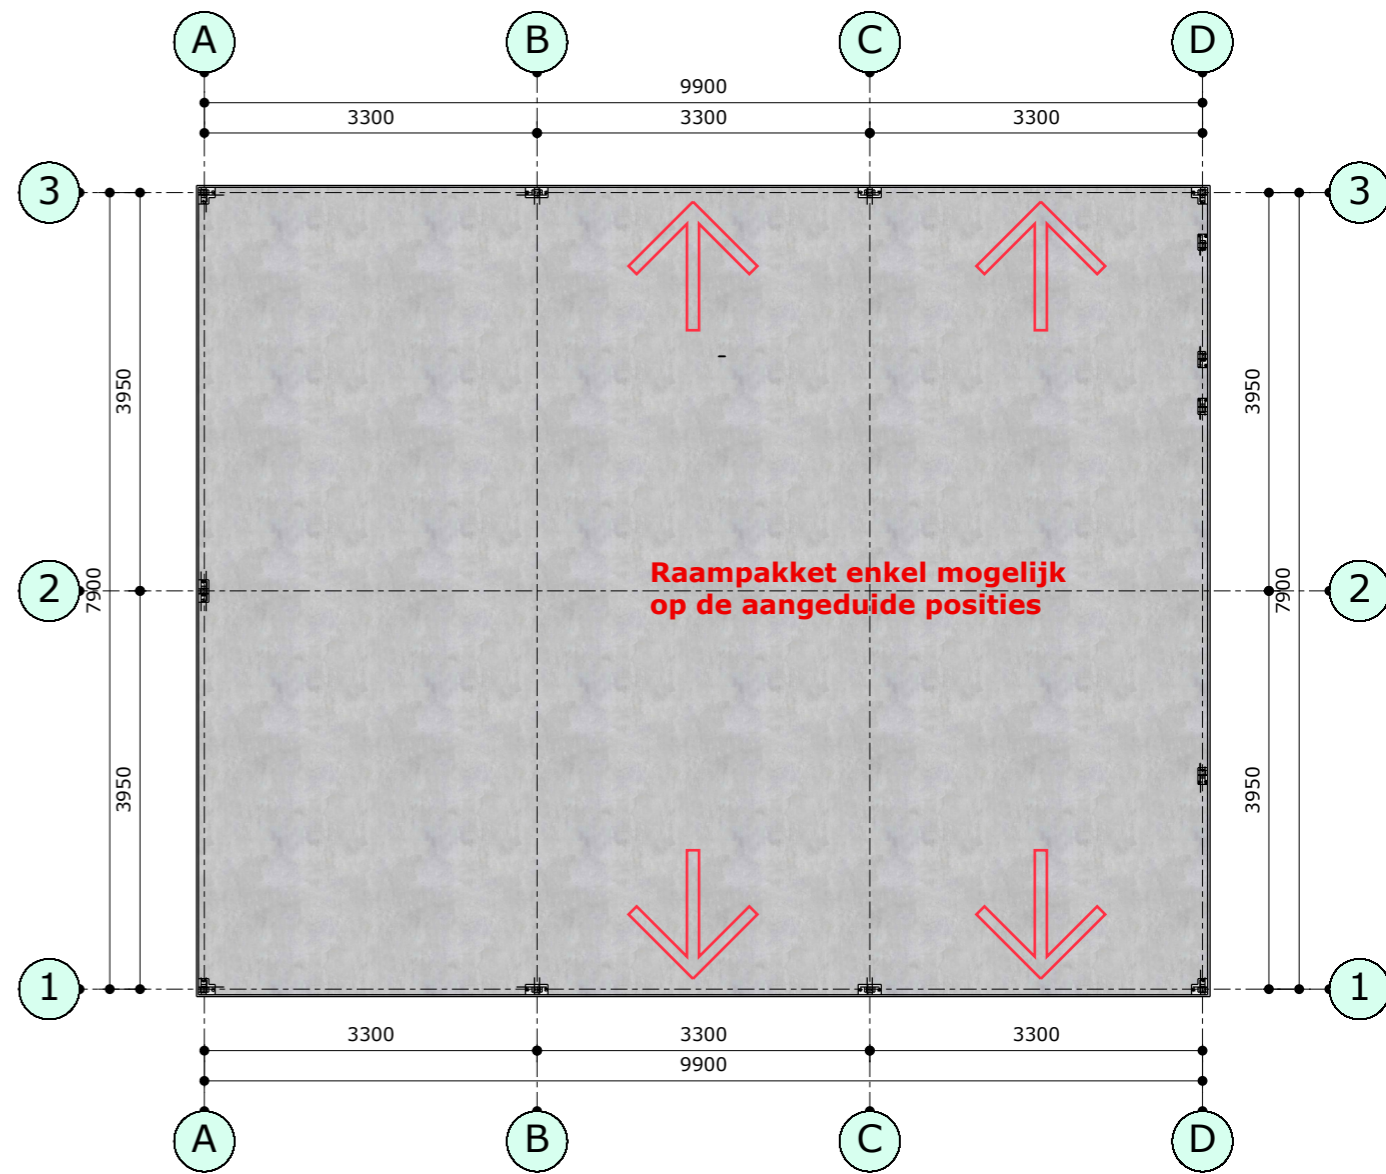 A B C D
9900
3300 3300 3300
3 3
3950 3950
Raampakket enkel mogelijk
op de aangeduide posities
2 7900 7900 2
3950 3950
1 1
3300 3300 3300
9900
A B C D